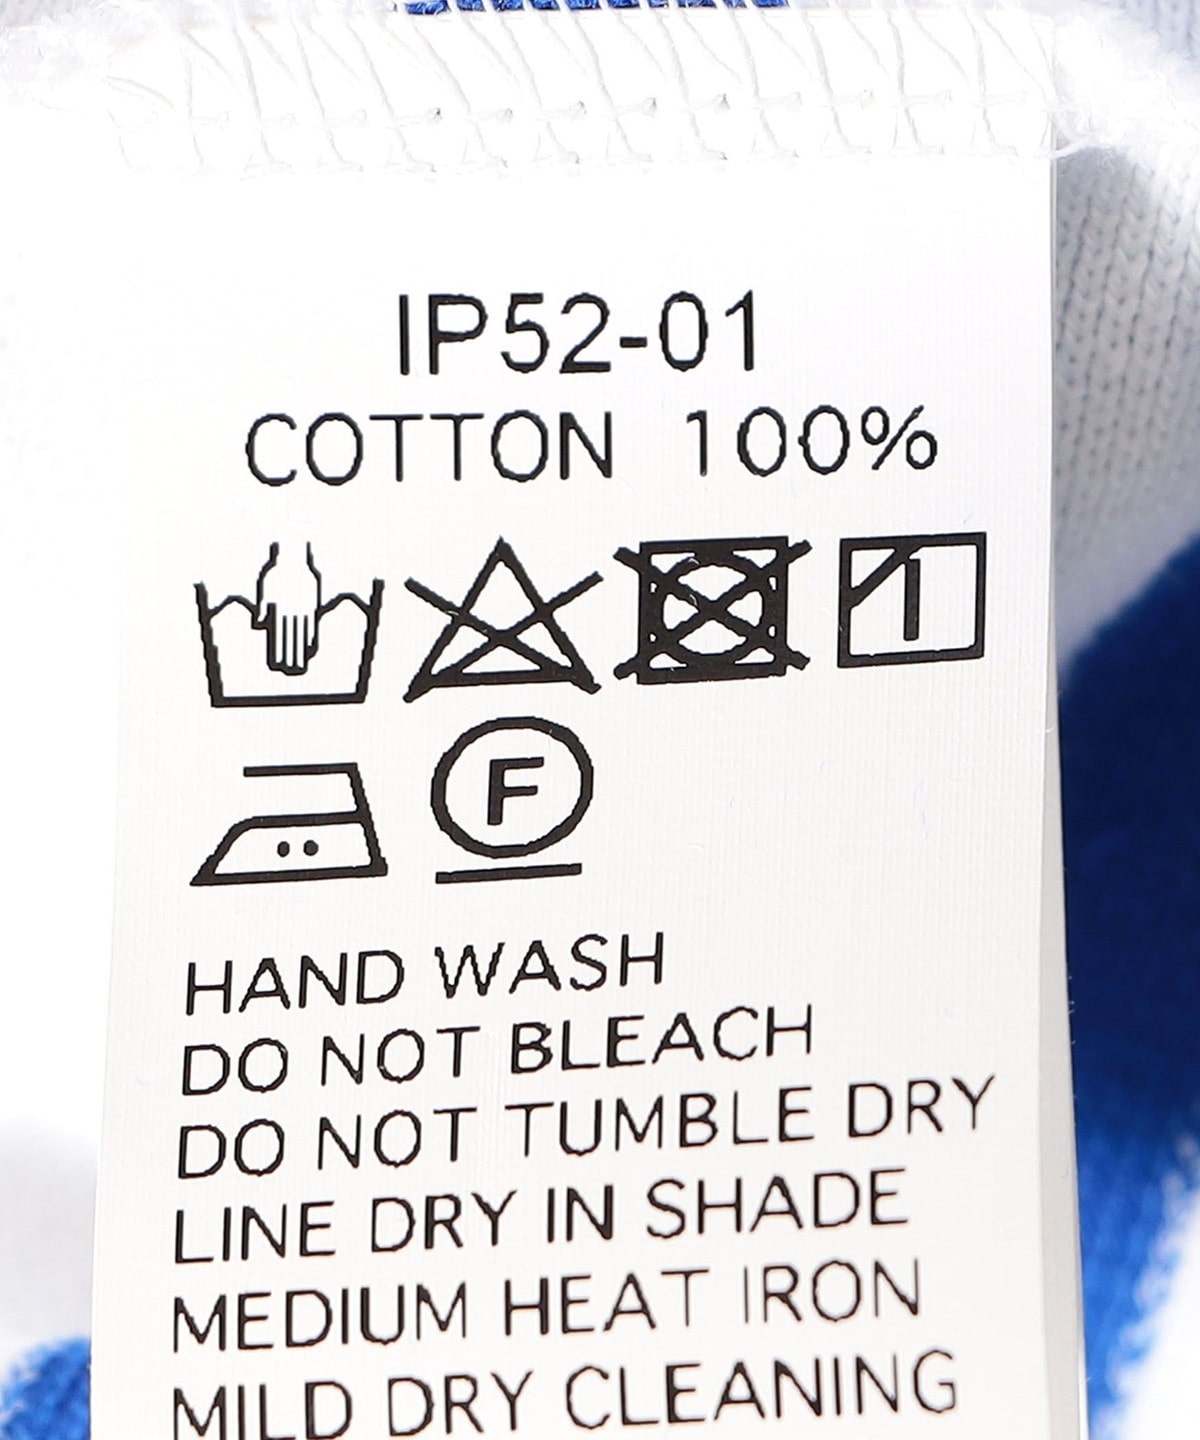 IP52-01
COTTON 100%
F
HAND WASH
DO NOT BLEACH
DO NOT TUMBLE DRY
LINE DRY IN SHADE
MEDIUM HEAT IRON
MILD DRY CLEANING